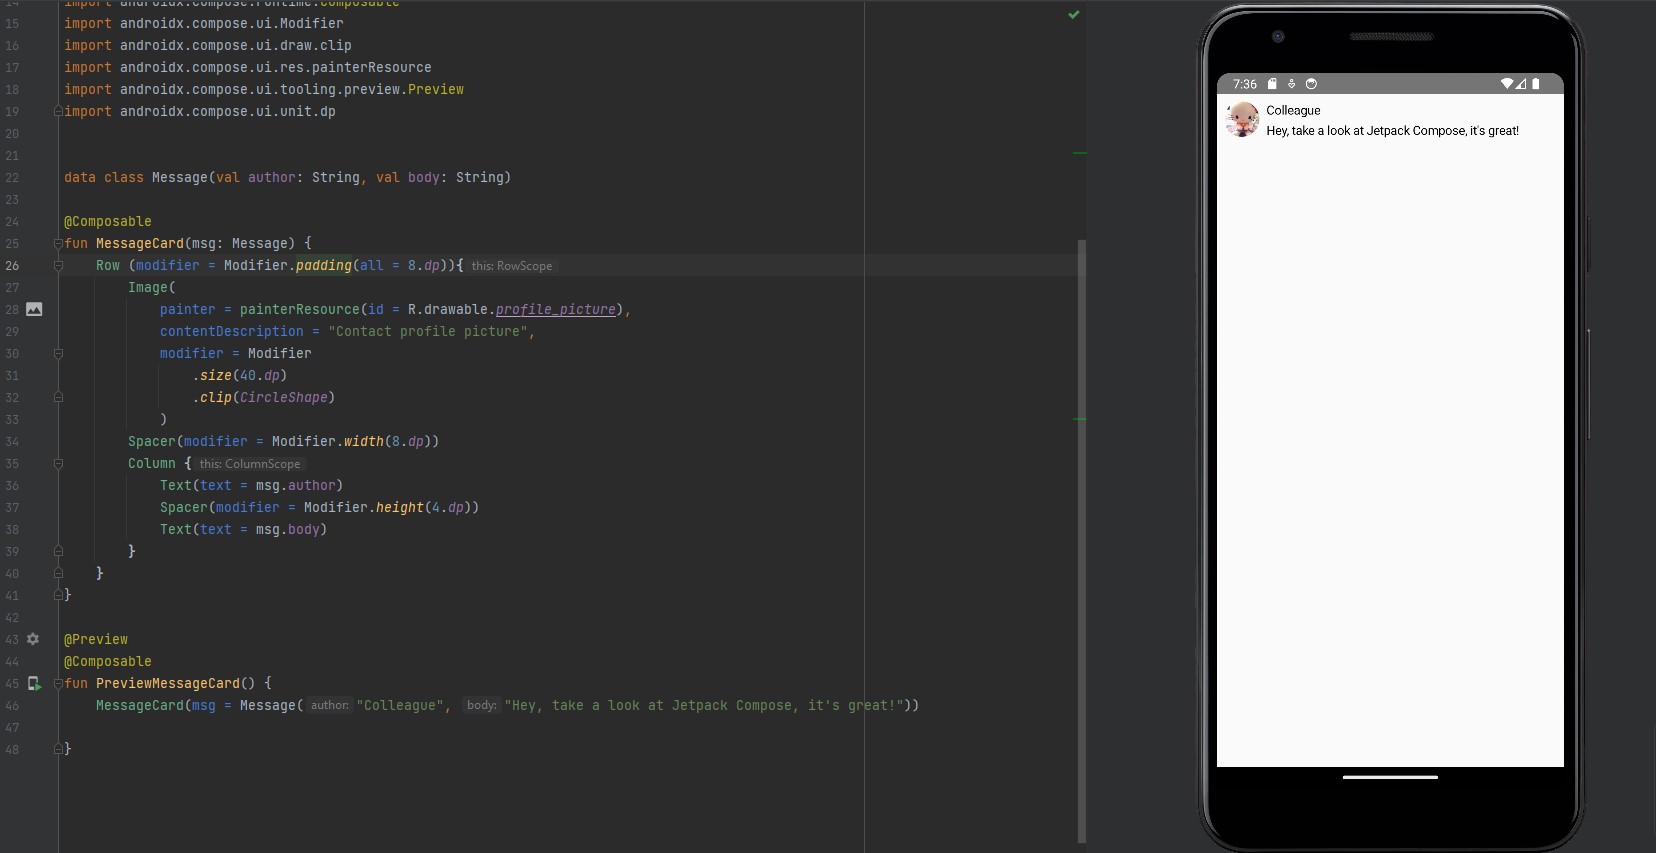 14 import androidx.compose.runtime.Composable
15 import androidx.compose.ui.Modifier
16 import androidx.compose.ui.draw.clip
17 import androidx.compose.ui.res.painterResource
18 import androidx.compose.ui.tooling.preview.Preview
19 import androidx.compose.ui.unit.dp
20
21
22 data class Message(val author: String, val body: String)
23
24 @Composable
25 fun MessageCard(msg: Message) {
26 Row (modifier = Modifier.padding(all = 8.dp)){ this: RowScope
27 Image(
28 painter = painterResource(id = R.drawable.profile_picture),
29 contentDescription = "Contact profile picture",
30 modifier = Modifier
31 .size(40.dp)
32 .clip(CircleShape)
33 )
34 Spacer(modifier = Modifier.width(8.dp))
35 Column { this: ColumnScope
36 Text(text = msg.author)
37 Spacer(modifier = Modifier.height(4.dp))
38 Text(text = msg.body)
39 }
40 }
41 }
42
43 @Preview
44 @Composable
45 fun PreviewMessageCard() {
46 MessageCard(msg = Message( author: "Colleague", body: "Hey, take a look at Jetpack Compose, it's great!"))
47
48 }
7:36
Colleague
Hey, take a look at Jetpack Compose, it's great!